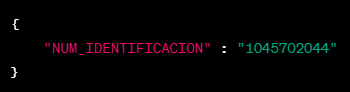 {
"NUM_IDENTIFICACION" : "1045702044"
}